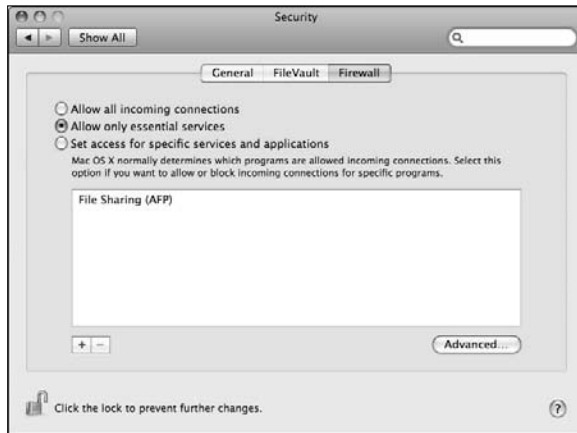 Security
Show All
General FileVault Firewall
Allow all incoming connections
Allow only essential services
Set access for specific services and applications
Mac OS X normally determines which programs are allowed incoming connections. Select this
option if you want to allow or block incoming connections for specific programs.
File Sharing (AFP)
+ −
Advanced...
Click the lock to prevent further changes.
?